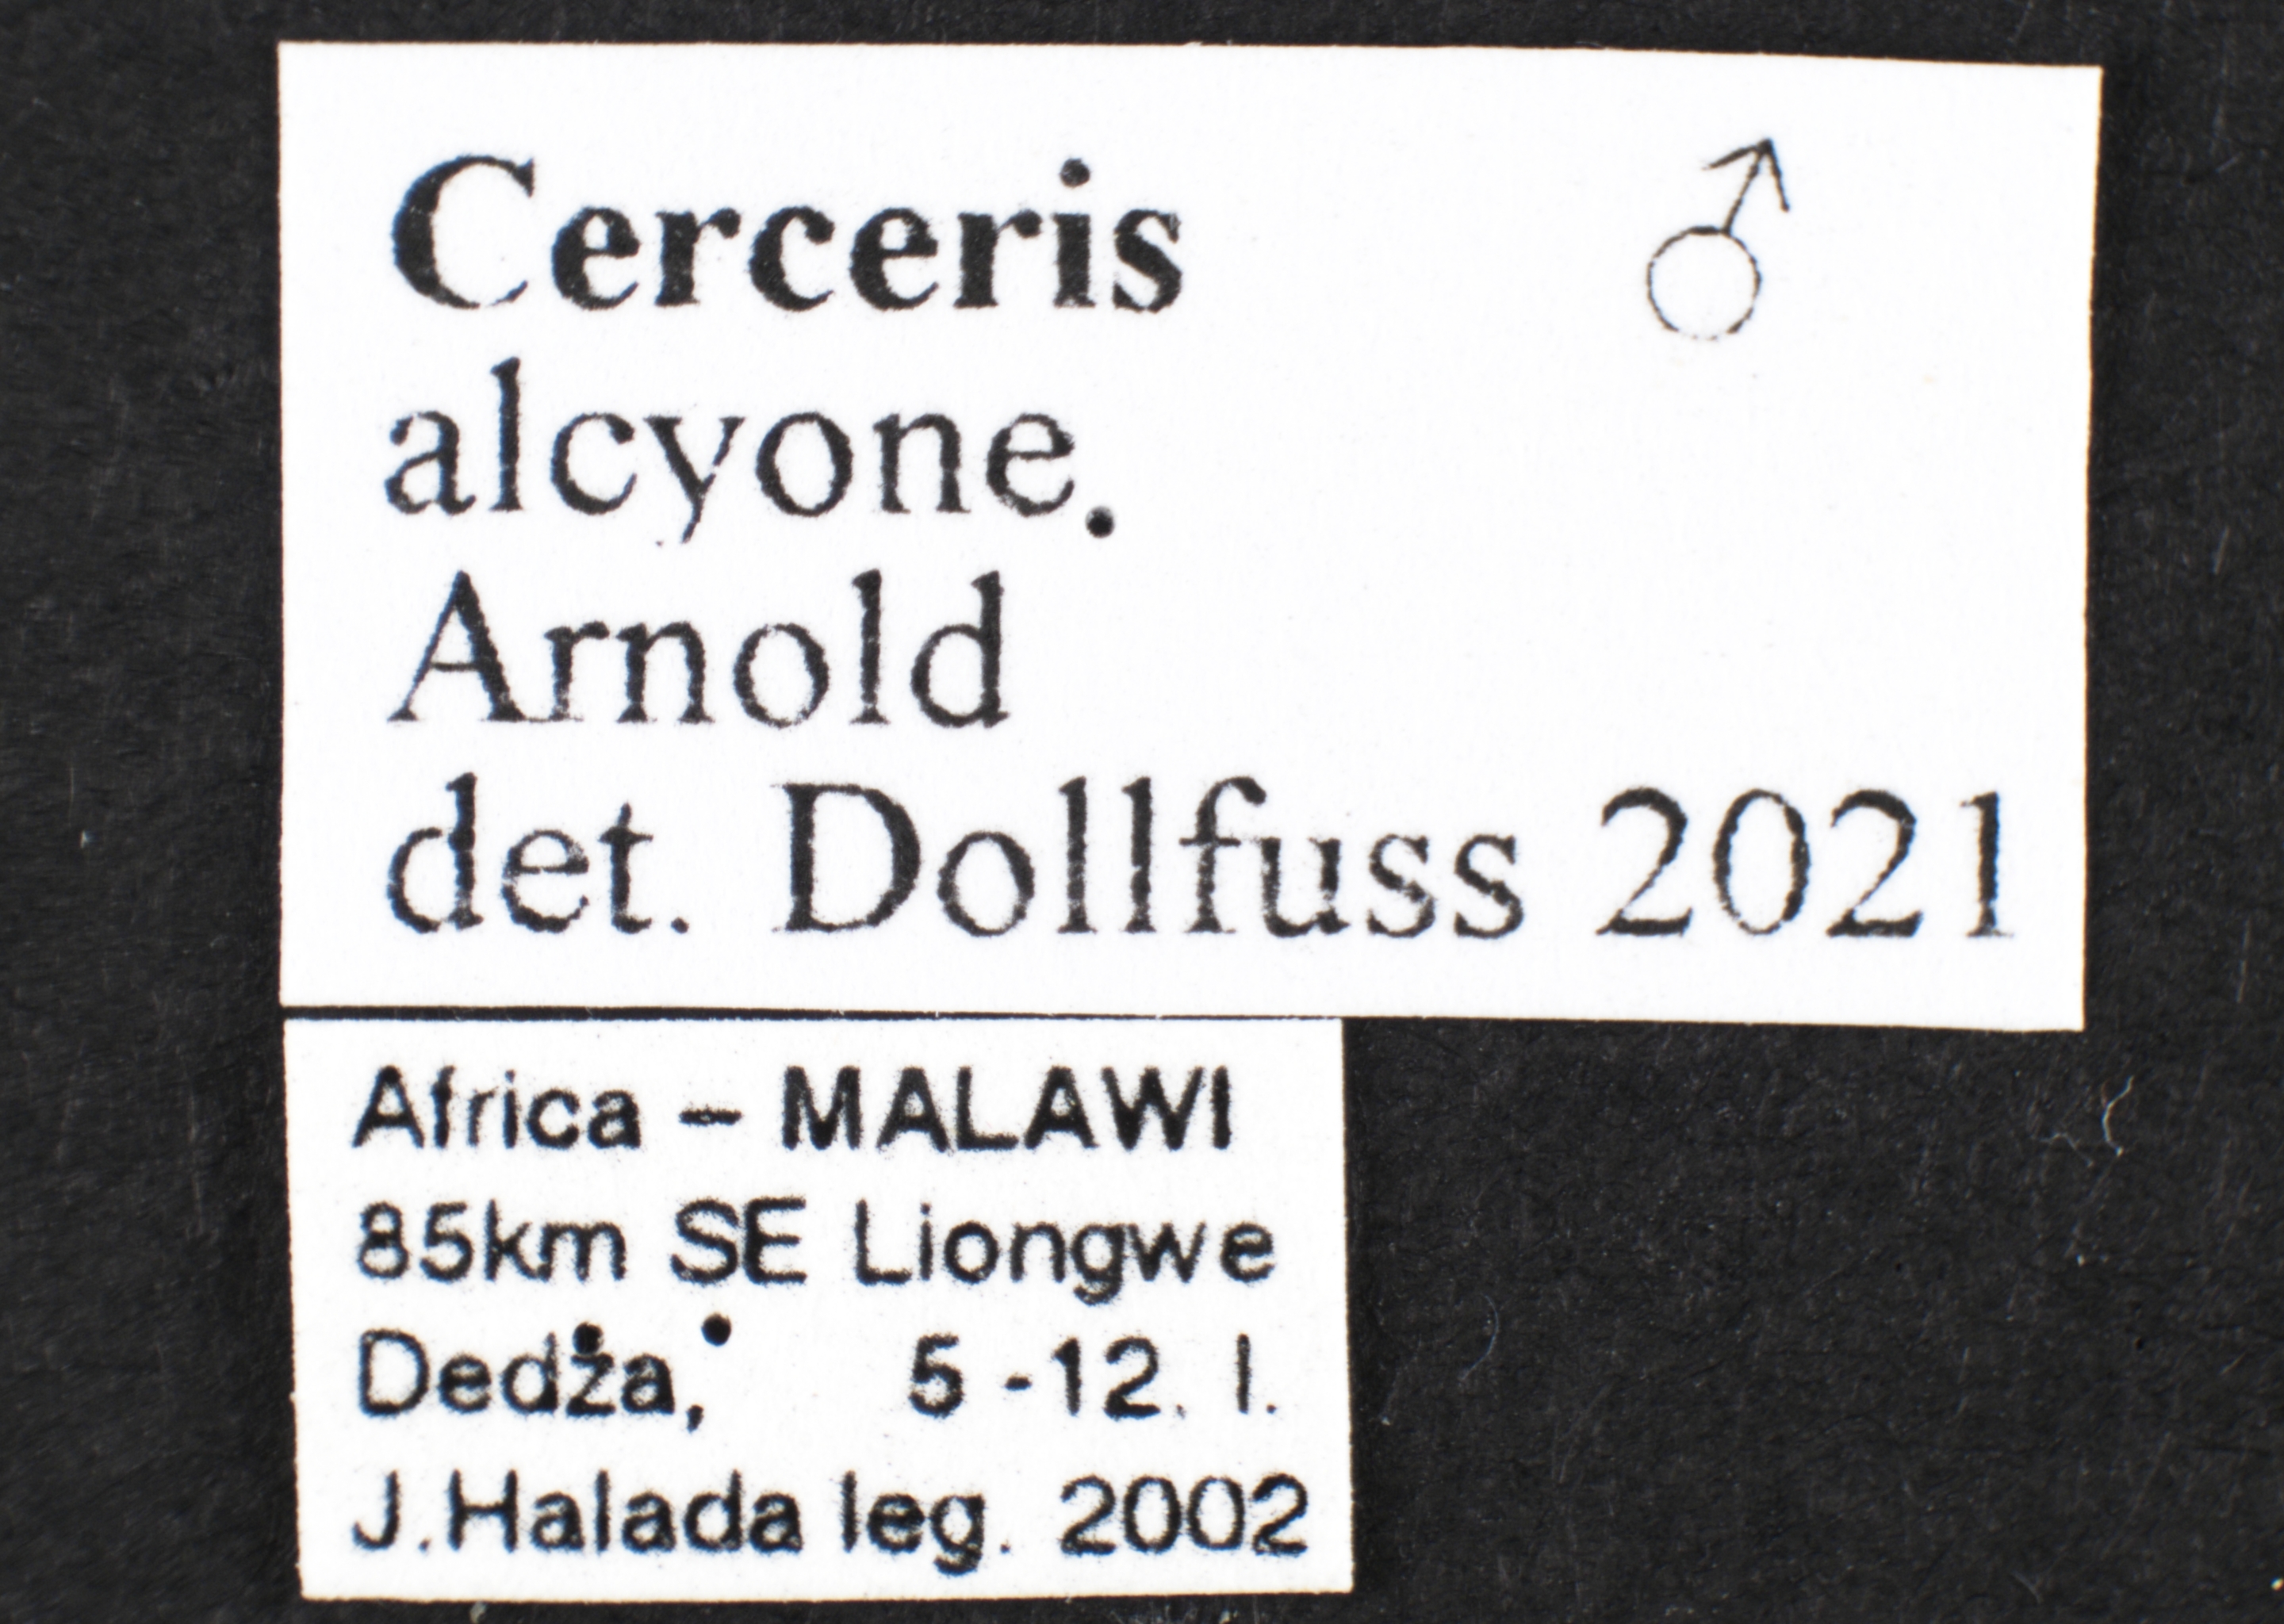 Cerceris ♂
alcyone.
Arnold
det. Dollfuss 2021
Africa – MALAWI
85km SE Liongwe
Dedža, 5 -12. I.
J.Halada leg. 2002